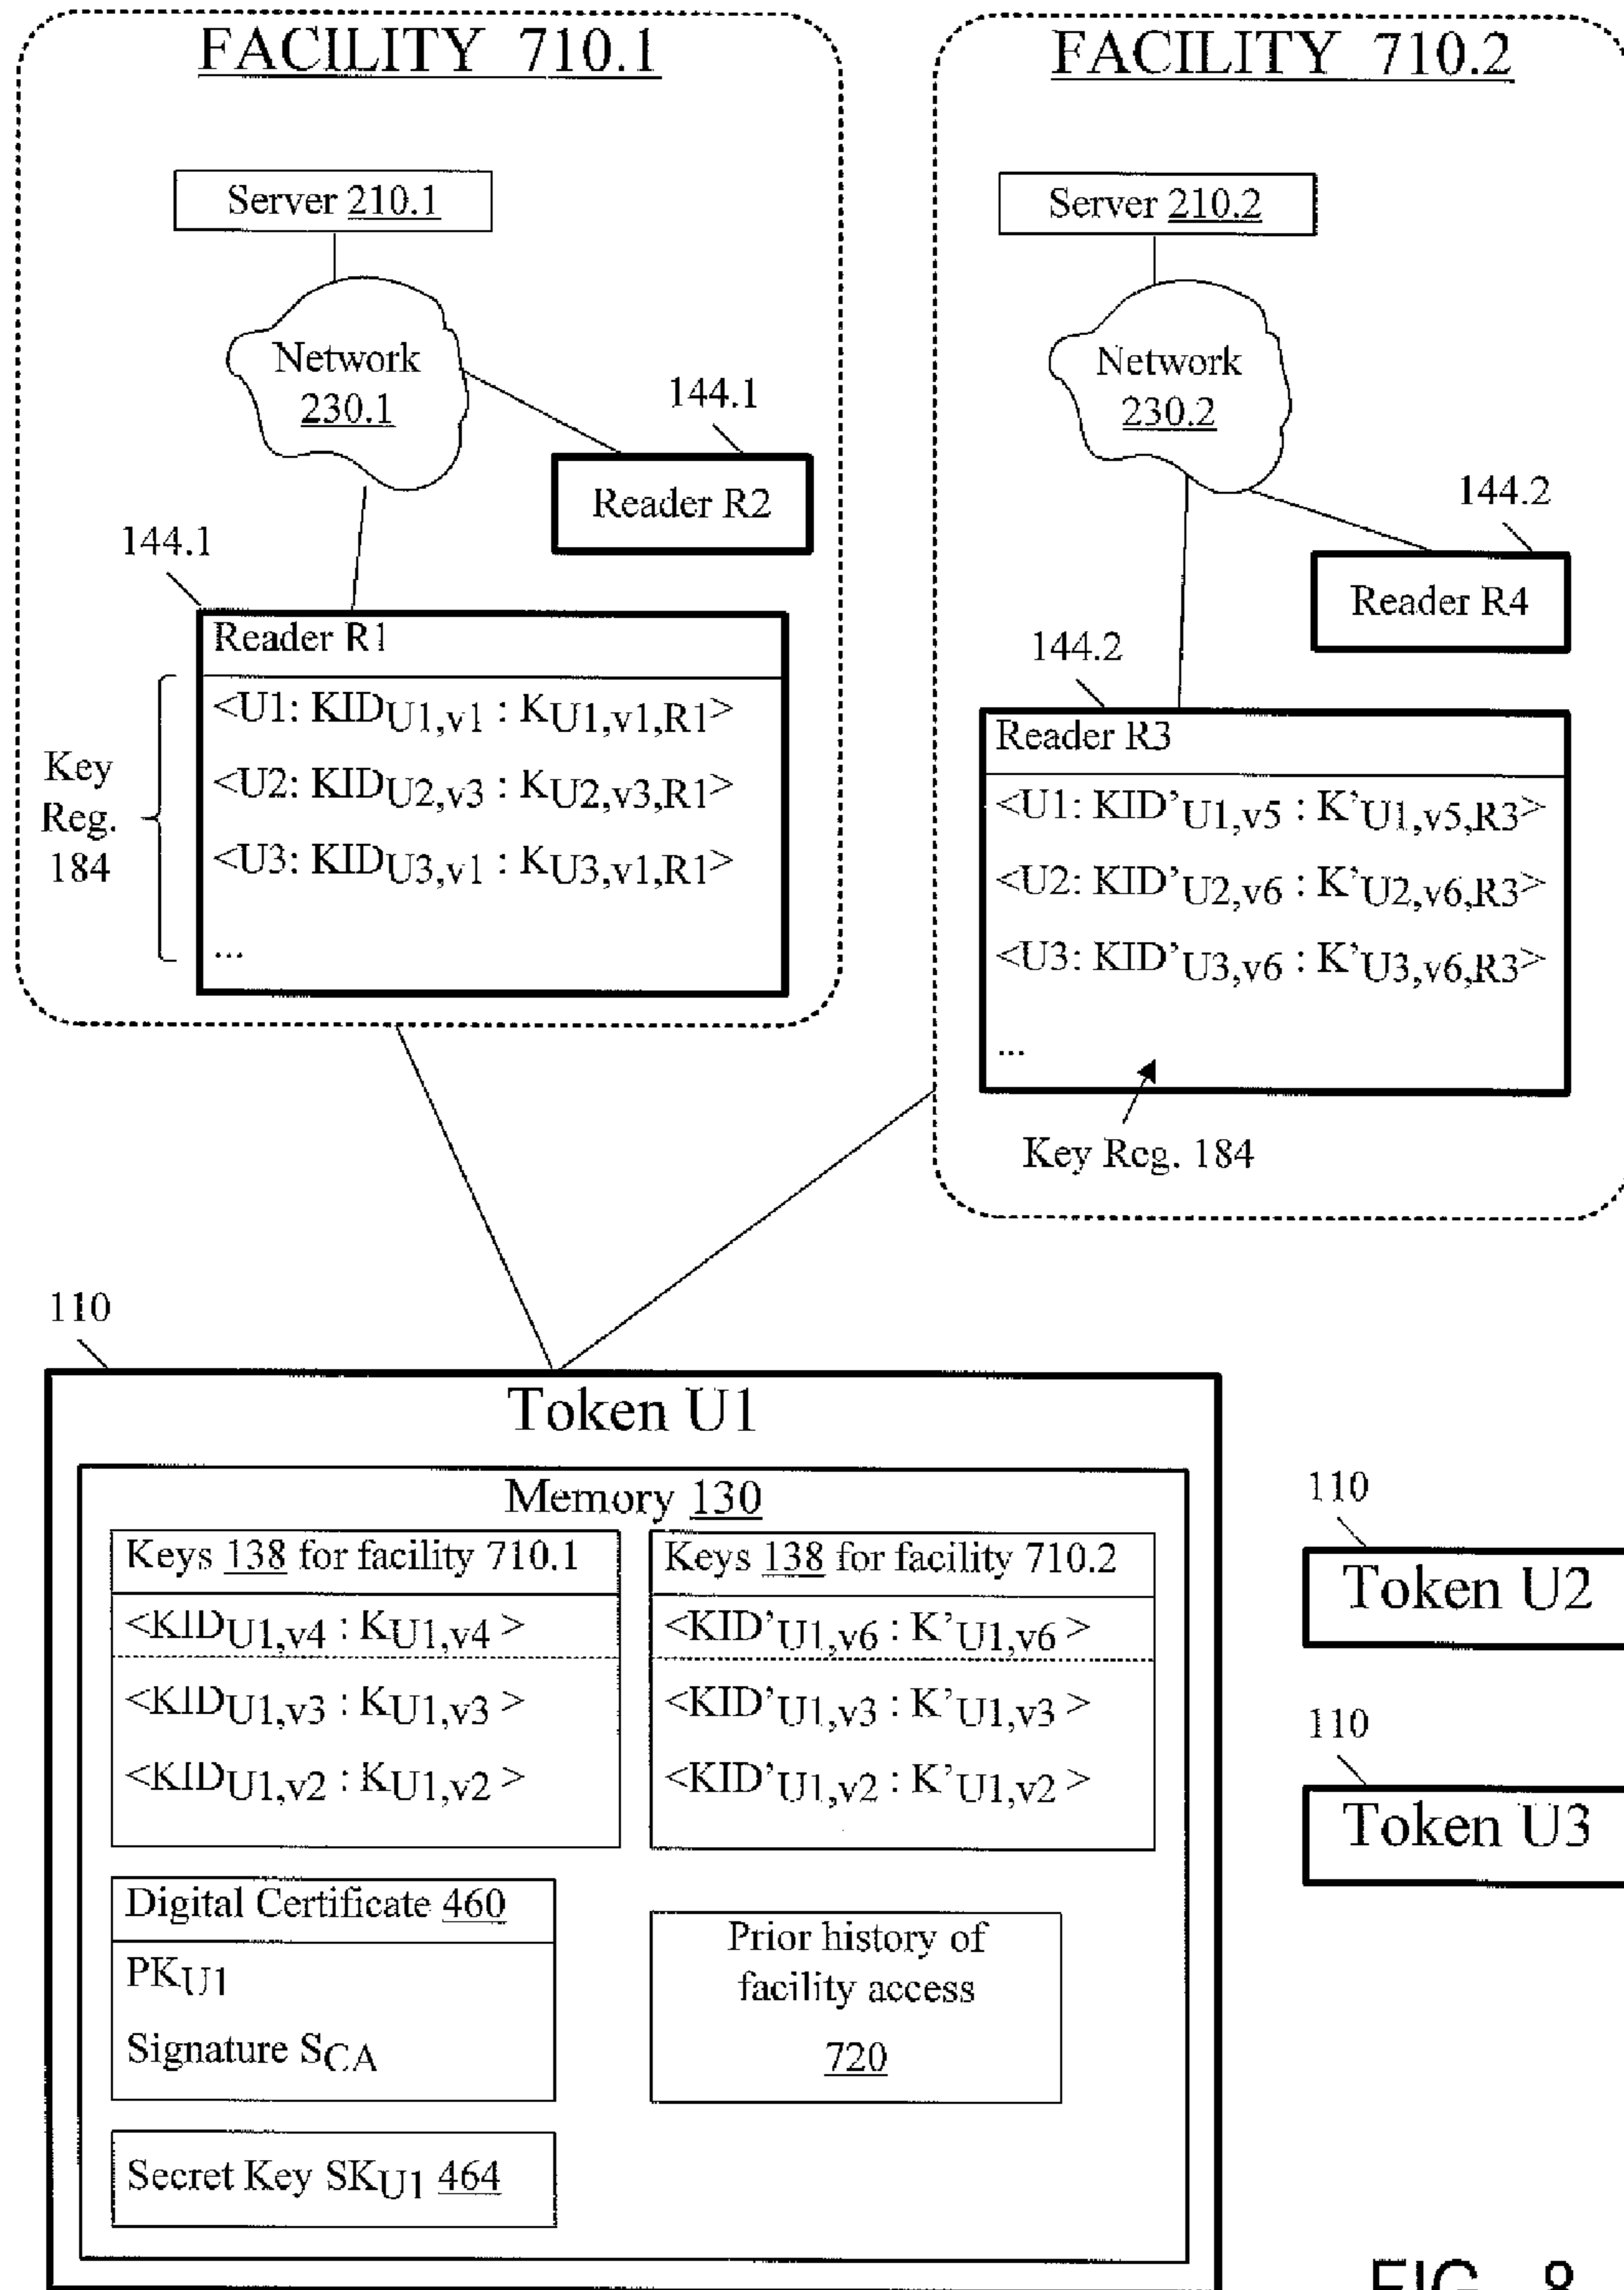 FACILITY 710.1
Server 210.1
Network
230.1
144.1
Reader R2
144.1
Reader R1
Key
Reg.
184
<U1: KIDU1,v1 : KU1,v1,R1>
<U2: KIDU2,v3 : KU2,v3,R1>
<U3: KIDU3,v1 : KU3,v1,R1>
...
FACILITY 710.2
Server 210.2
Network
230.2
144.2
Reader R4
144.2
Reader R3
<U1: KID’U1,v5 : K’U1,v5,R3>
<U2: KID’U2,v6 : K’U2,v6,R3>
<U3: KID’U3,v6 : K’U3,v6,R3>
...
Key Reg. 184
110
Token U1
Memory 130
Keys 138 for facility 710.1
<KIDU1,v4 : KU1,v4 >
<KIDU1,v3 : KU1,v3 >
<KIDU1,v2 : KU1,v2 >
Keys 138 for facility 710.2
<KID’U1,v6 : K’U1,v6 >
<KID’U1,v3 : K’U1,v3 >
<KID’U1,v2 : K’U1,v2 >
Digital Certificate 460
PKU1
Signature SCA
Prior history of
facility access
720
Secret Key SKU1 464
110
Token U2
110
Token U3
FIG. 8